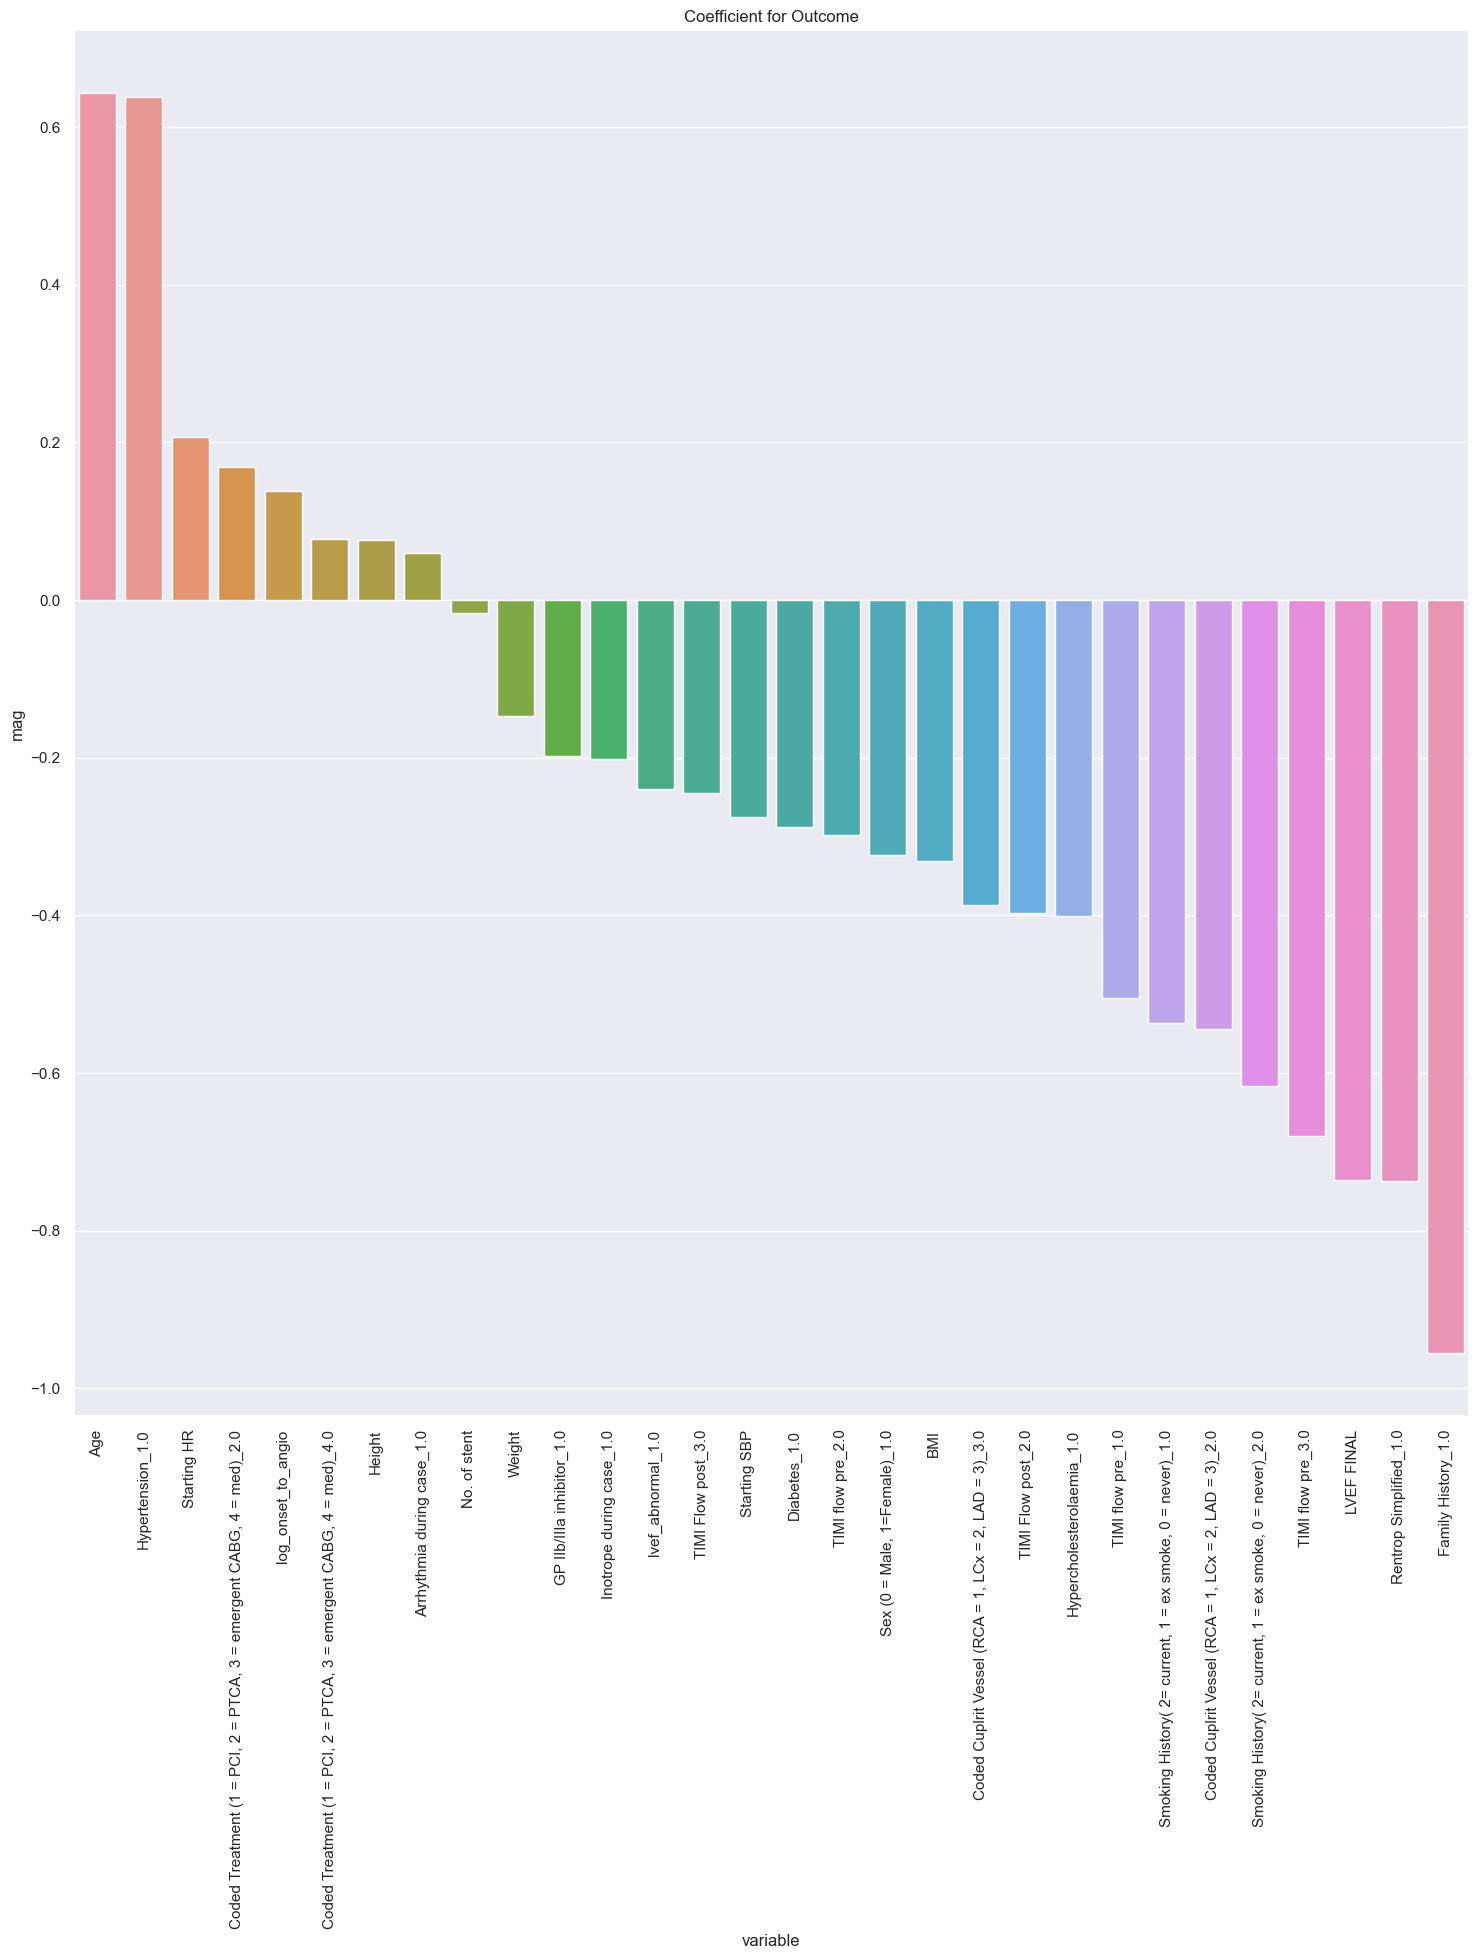 Coefficient for Outcome
0.6
0.4
0.2
0.0
−0.2
−0.4
−0.6
−0.8
−1.0
mag
Age
Hypertension_1.0
Starting HR
Coded Treatment (1 = PCI, 2 = PTCA, 3 = emergent CABG, 4 = med)_2.0
log_onset_to_angio
Coded Treatment (1 = PCI, 2 = PTCA, 3 = emergent CABG, 4 = med)_4.0
Height
Arrhythmia during case_1.0
No. of stent
Weight
GP IIb/IIIa inhibitor_1.0
Inotrope during case_1.0
lvef_abnormal_1.0
TIMI Flow post_3.0
Starting SBP
Diabetes_1.0
TIMI flow pre_2.0
Sex (0 = Male, 1=Female)_1.0
BMI
Coded Cuplrit Vessel (RCA = 1, LCx = 2, LAD = 3)_3.0
TIMI Flow post_2.0
Hypercholesterolaemia_1.0
TIMI flow pre_1.0
Smoking History( 2= current, 1 = ex smoke, 0 = never)_1.0
Coded Cuplrit Vessel (RCA = 1, LCx = 2, LAD = 3)_2.0
Smoking History( 2= current, 1 = ex smoke, 0 = never)_2.0
TIMI flow pre_3.0
LVEF FINAL
Rentrop Simplified_1.0
Family History_1.0
variable